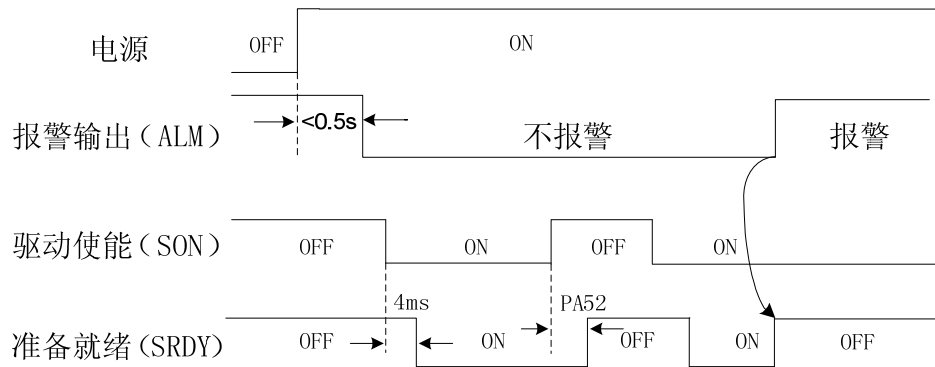 电源 OFF ON
报警输出(ALM) <0.5s 不报警 报警
驱动使能(SON) OFF ON OFF ON
4ms PA52
准备就绪(SRDY) OFF ON OFF ON OFF